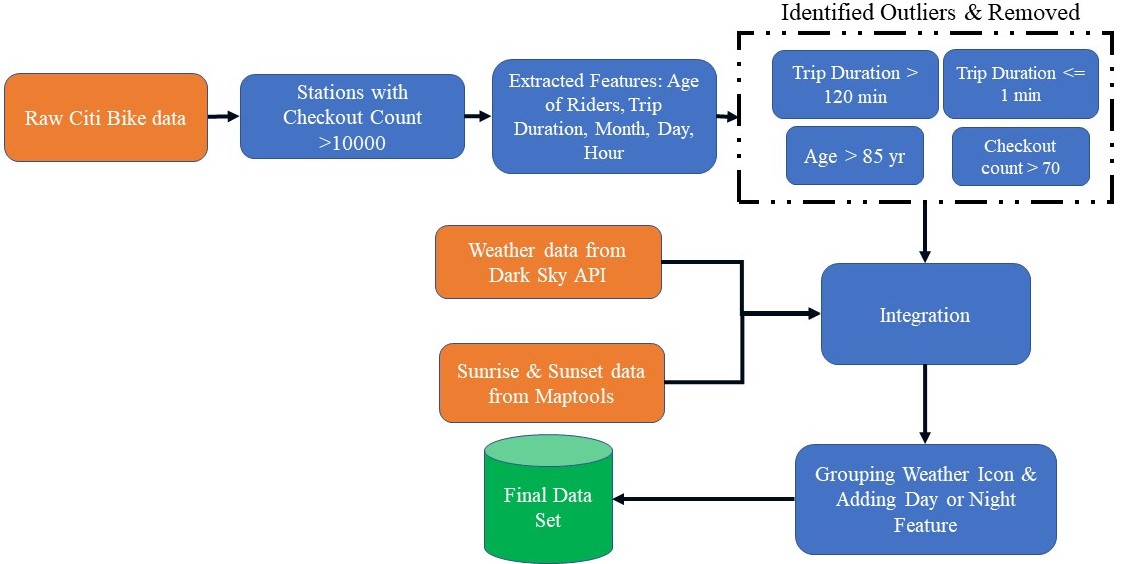 Identified Outliers & Removed
Raw Citi Bike data
Stations with
Checkout Count
>10000
Extracted Features: Age
of Riders, Trip
Duration, Month, Day,
Hour
Trip Duration >
120 min
Trip Duration <=
1 min
Age > 85 yr
Checkout
count > 70
Weather data from
Dark Sky API
Integration
Sunrise & Sunset data
from Maptools
Grouping Weather Icon &
Adding Day or Night
Feature
Final Data
Set